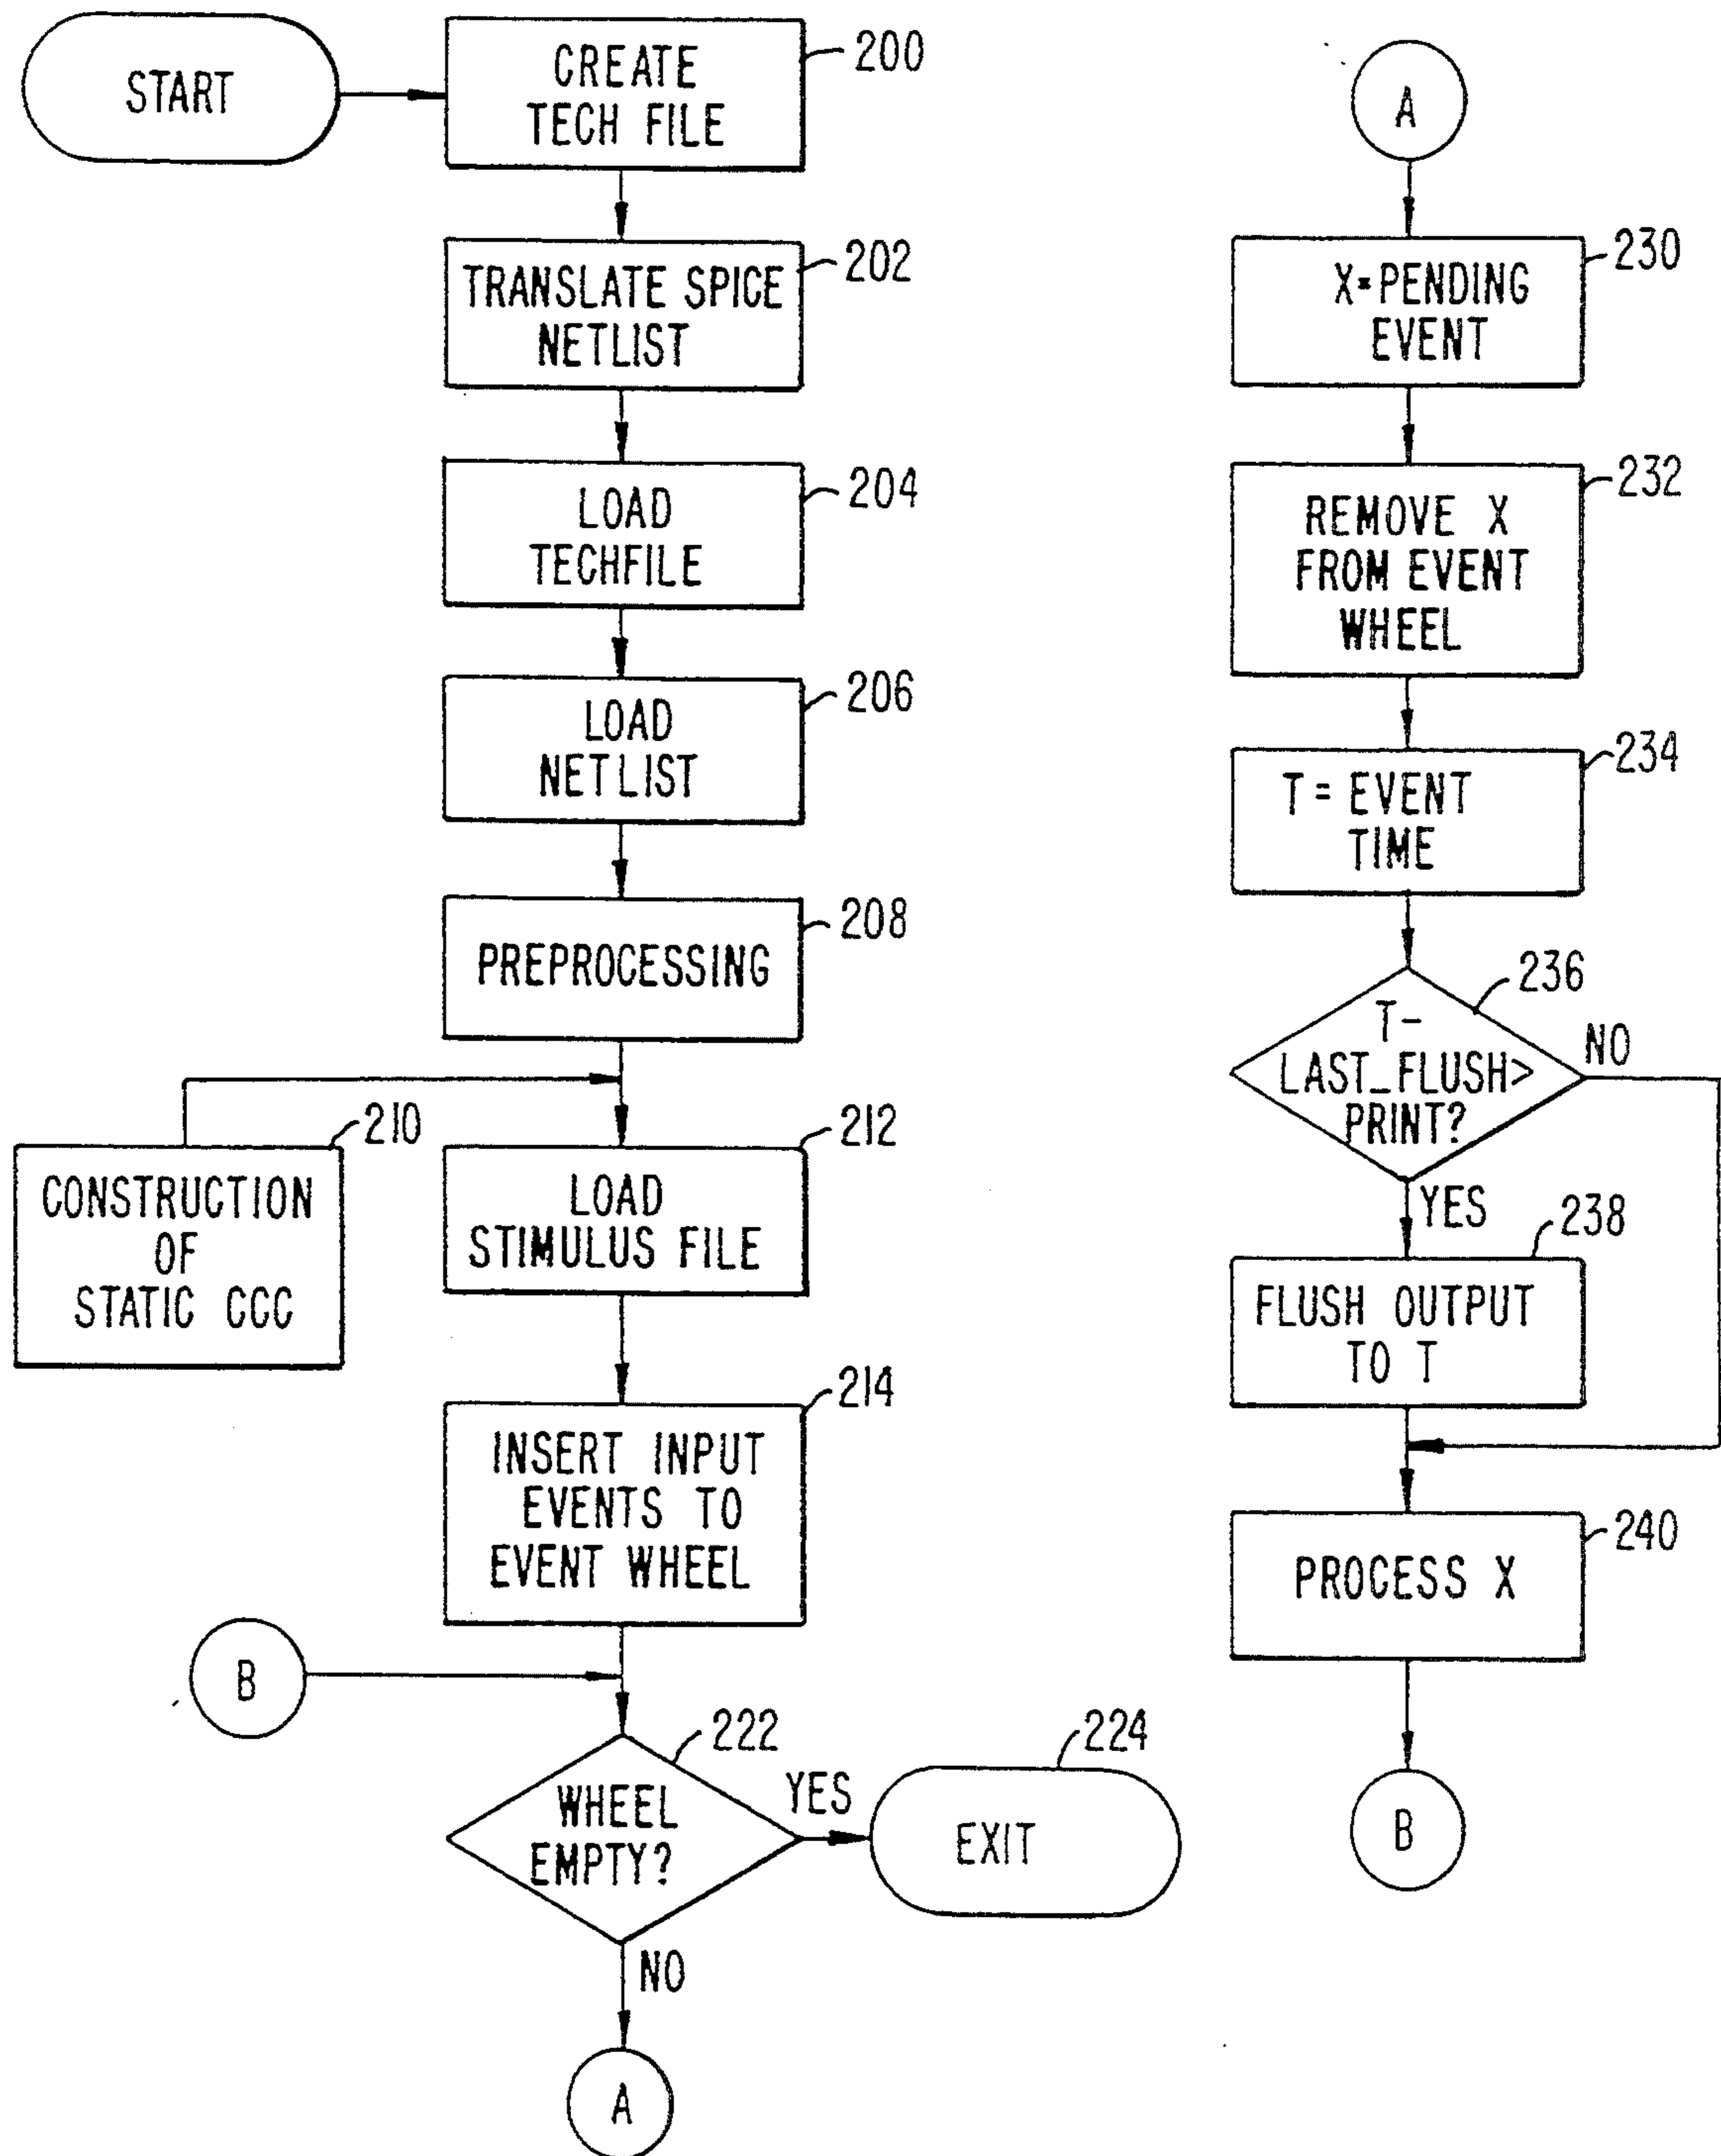 START
CREATE
TECH FILE
200
TRANSLATE SPICE
NETLIST
202
LOAD
TECHFILE
204
LOAD
NETLIST
206
PREPROCESSING
208
CONSTRUCTION
OF
STATIC CCC
210
LOAD
STIMULUS FILE
212
INSERT INPUT
EVENTS TO
EVENT WHEEL
214
B
WHEEL
EMPTY?
222
YES
EXIT
224
NO
A
A
X=PENDING
EVENT
230
REMOVE X
FROM EVENT
WHEEL
232
T = EVENT
TIME
234
T-
LAST_FLUSH>
PRINT?
236
NO
YES
FLUSH OUTPUT
TO T
238
PROCESS X
240
B